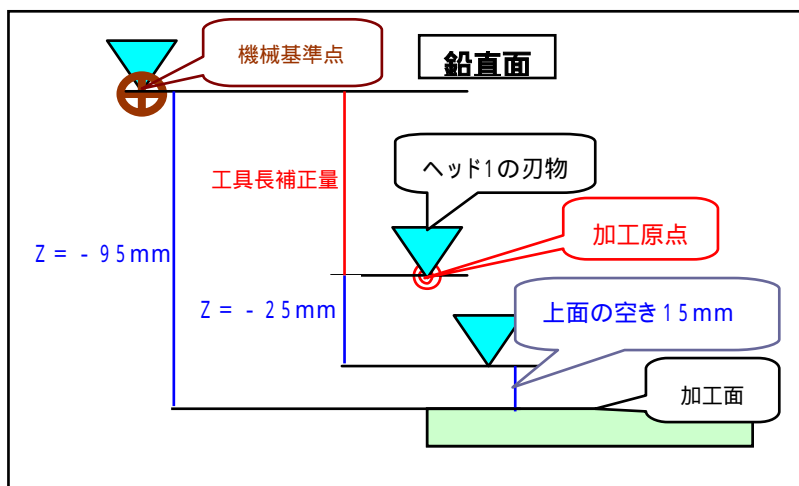 機械基準点
鉛直面
工具長補正量
ヘッド1の刃物
加工原点
Z = - 95mm
Z = - 25mm
上面の空き15mm
加工面